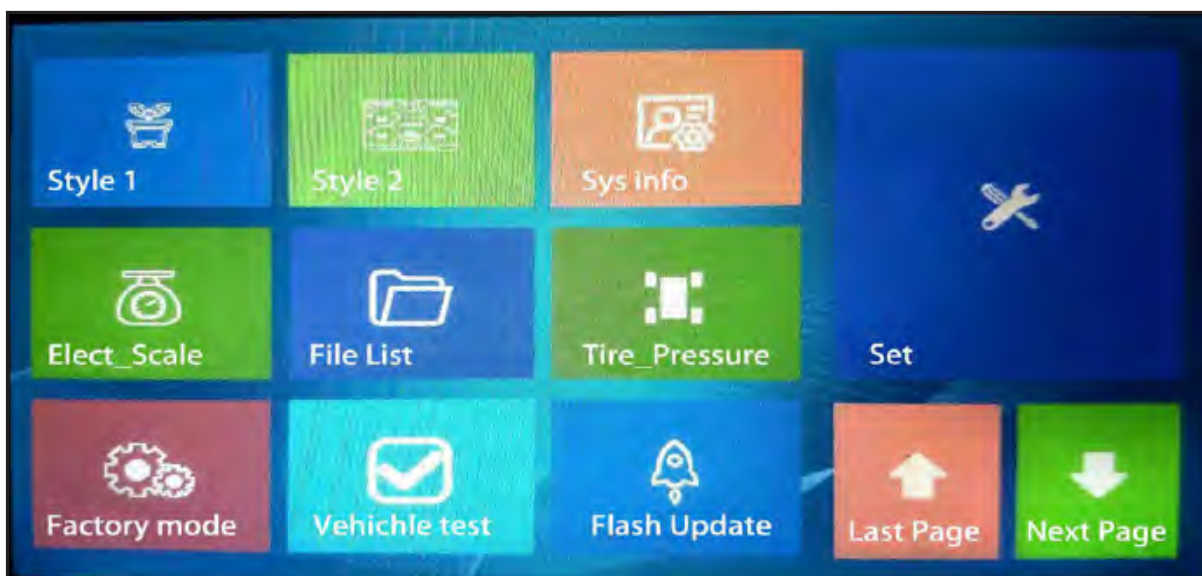 Style 1
Style 2
Sys info
Elect_Scale
File List
Tire_Pressure
Set
Factory mode
Vehichle test
Flash Update
Last Page
Next Page